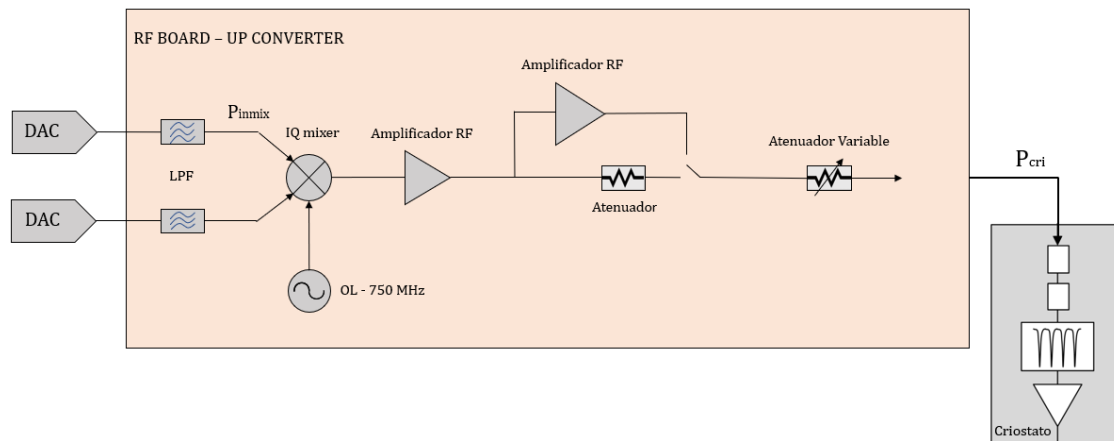 RF BOARD – UP CONVERTER
Amplificador RF
DAC
Pinmix
IQ mixer
Amplificador RF
Atenuador Variable
Pcri
LPF
Atenuador
DAC
OL - 750 MHz
Criostato